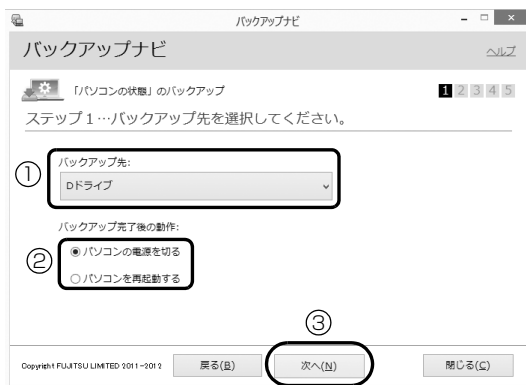 バックアップナビ
バックアップナビ
ヘルプ
「パソコンの状態」のバックアップ
1 2 3 4 5
ステップ1…バックアップ先を選択してください。
① バックアップ先:
Dドライブ
バックアップ完了後の動作:
② パソコンの電源を切る
パソコンを再起動する
③
Copyright FUJITSU LIMITED 2011-2012 戻る(B) 次へ(N) 閉じる(C)